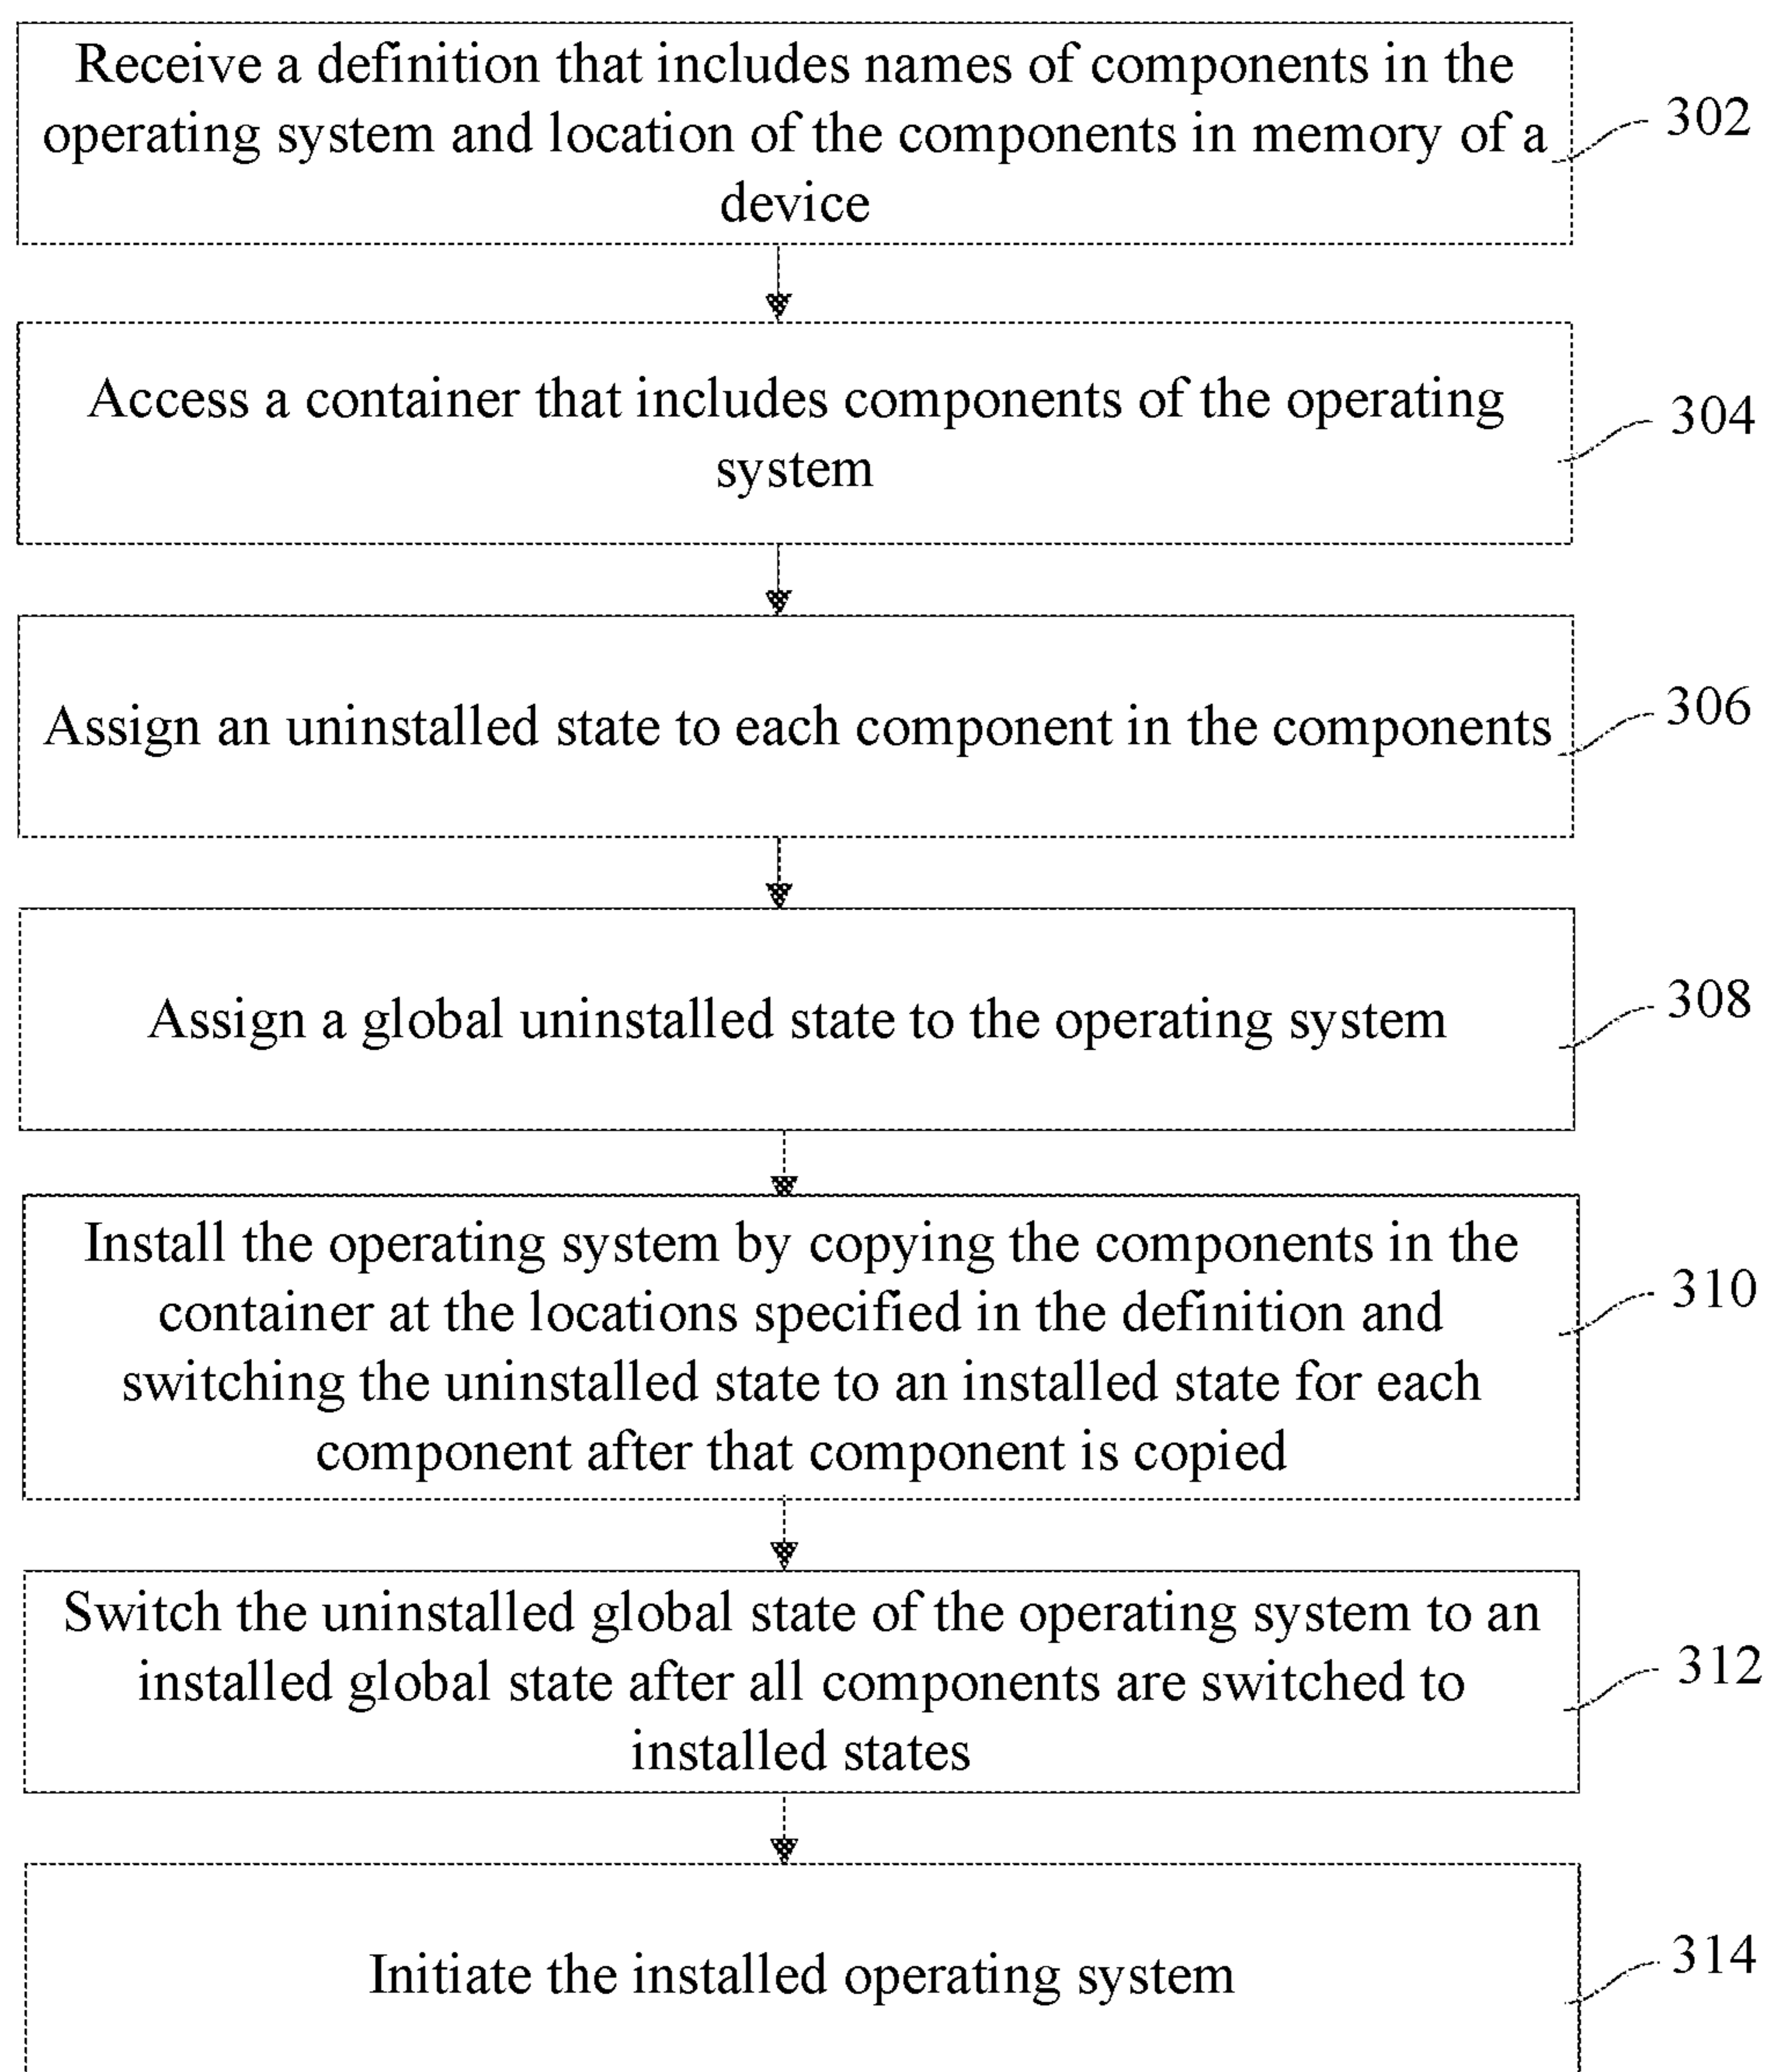 Receive a definition that includes names of components in the
operating system and location of the components in memory of a
device
302
Access a container that includes components of the operating
system
304
Assign an uninstalled state to each component in the components
306
Assign a global uninstalled state to the operating system
308
Install the operating system by copying the components in the
container at the locations specified in the definition and
switching the uninstalled state to an installed state for each
component after that component is copied
310
Switch the uninstalled global state of the operating system to an
installed global state after all components are switched to
installed states
312
Initiate the installed operating system
314